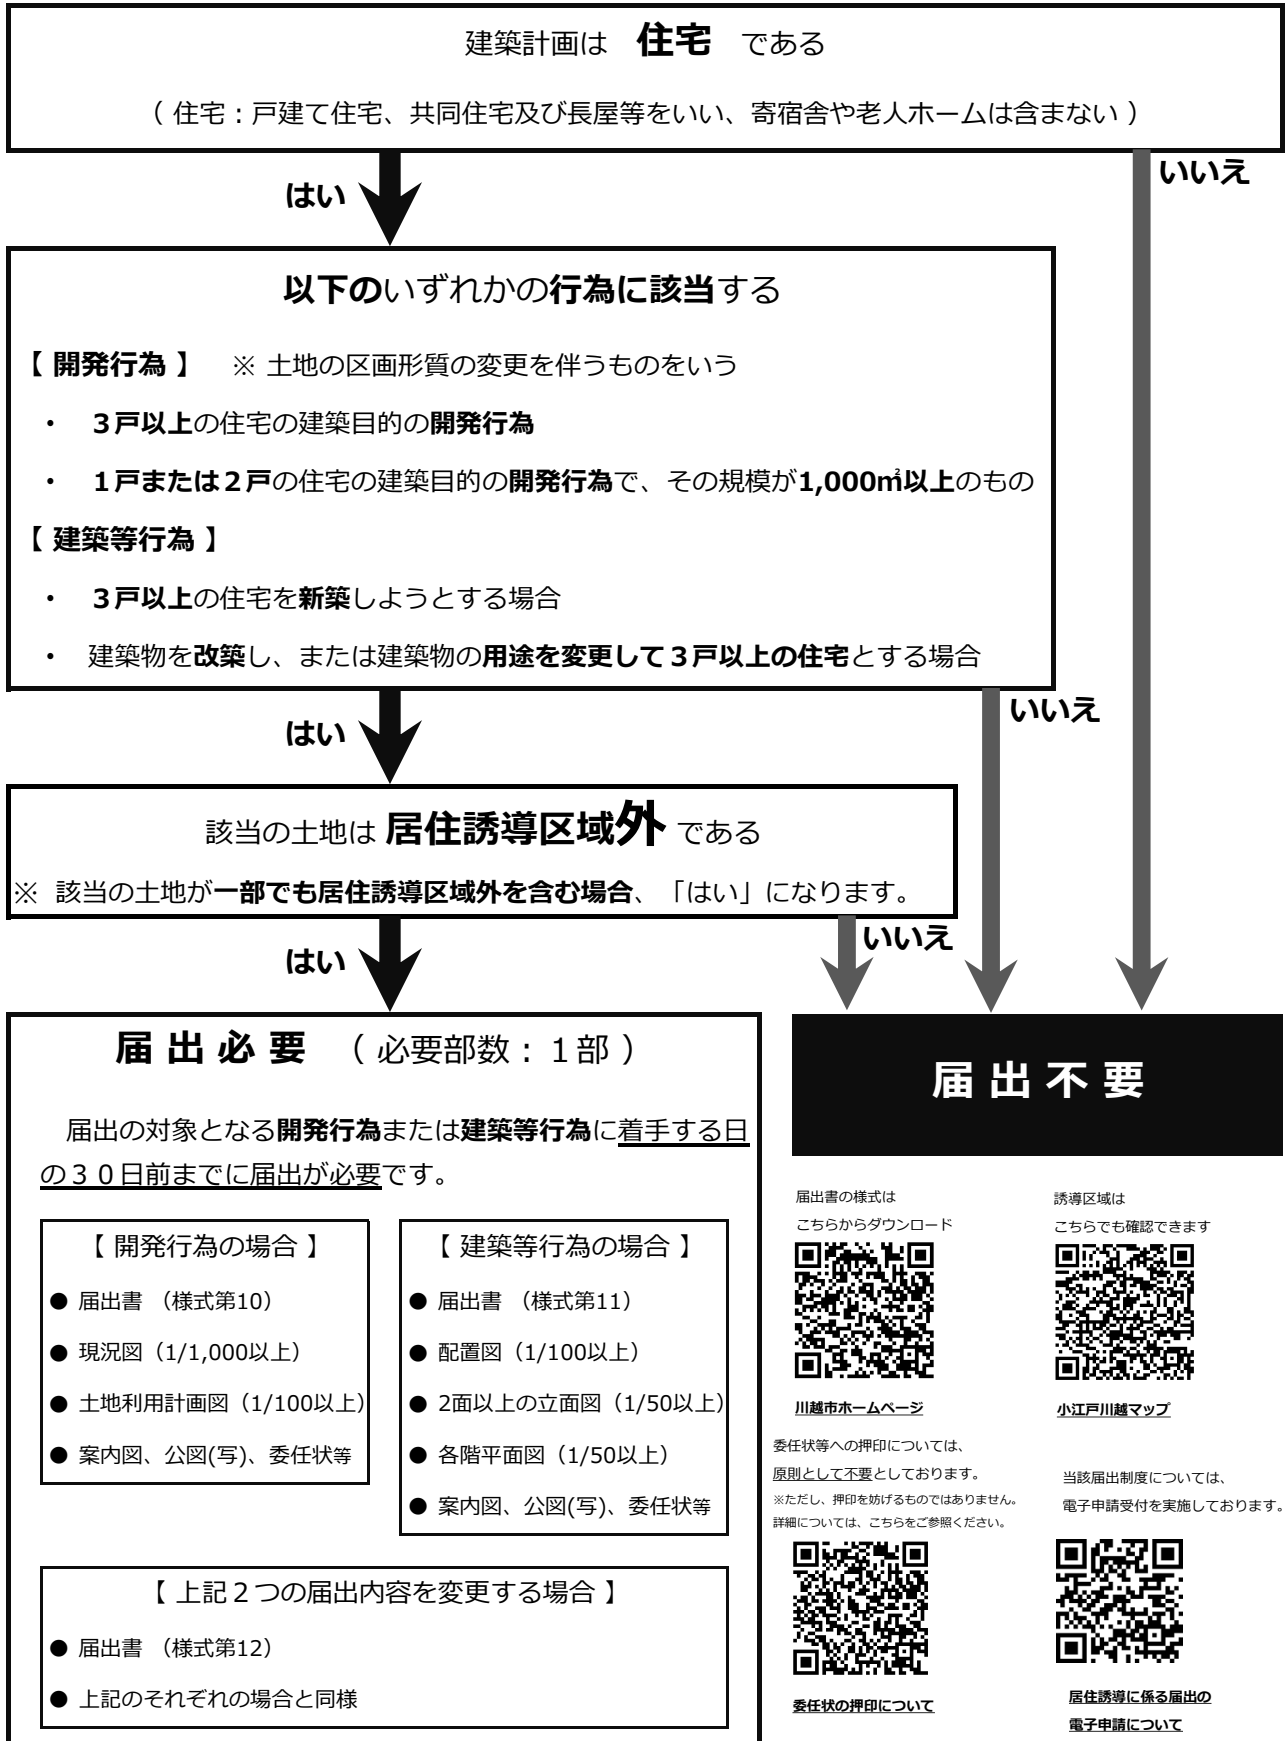 建築計画は 住宅 である
（ 住宅：戸建て住宅、共同住宅及び長屋等をいい、寄宿舎や老人ホームは含まない ）
はい
いいえ
以下のいずれかの行為に該当する
【 開発行為 】 ※ 土地の区画形質の変更を伴うものをいう
・ ３戸以上の住宅の建築目的の開発行為
・ １戸または２戸の住宅の建築目的の開発行為で、その規模が1,000㎡以上のもの
【 建築等行為 】
・ ３戸以上の住宅を新築しようとする場合
・ 建築物を改築し、または建築物の用途を変更して３戸以上の住宅とする場合
はい
いいえ
該当の土地は 居住誘導区域外 である
※ 該当の土地が一部でも居住誘導区域外を含む場合、「はい」になります。
はい
いいえ
届 出 必 要 （ 必要部数：１部 ）
届出の対象となる開発行為または建築等行為に着手する日
の３０日前までに届出が必要です。
【 開発行為の場合 】
● 届出書 （様式第10）
● 現況図（1/1,000以上）
● 土地利用計画図（1/100以上）
● 案内図、公図(写)、委任状等
【 建築等行為の場合 】
● 届出書 （様式第11）
● 配置図（1/100以上）
● 2面以上の立面図（1/50以上）
● 各階平面図（1/50以上）
● 案内図、公図(写)、委任状等
【 上記２つの届出内容を変更する場合 】
● 届出書 （様式第12）
● 上記のそれぞれの場合と同様
届 出 不 要
届出書の様式は
こちらからダウンロード
川越市ホームページ
誘導区域は
こちらでも確認できます
小江戸川越マップ
委任状等への押印については、
原則として不要としております。
※ただし、押印を妨げるものではありません。
詳細については、こちらをご参照ください。
委任状の押印について
当該届出制度については、
電子申請受付を実施しております。
居住誘導に係る届出の
電子申請について